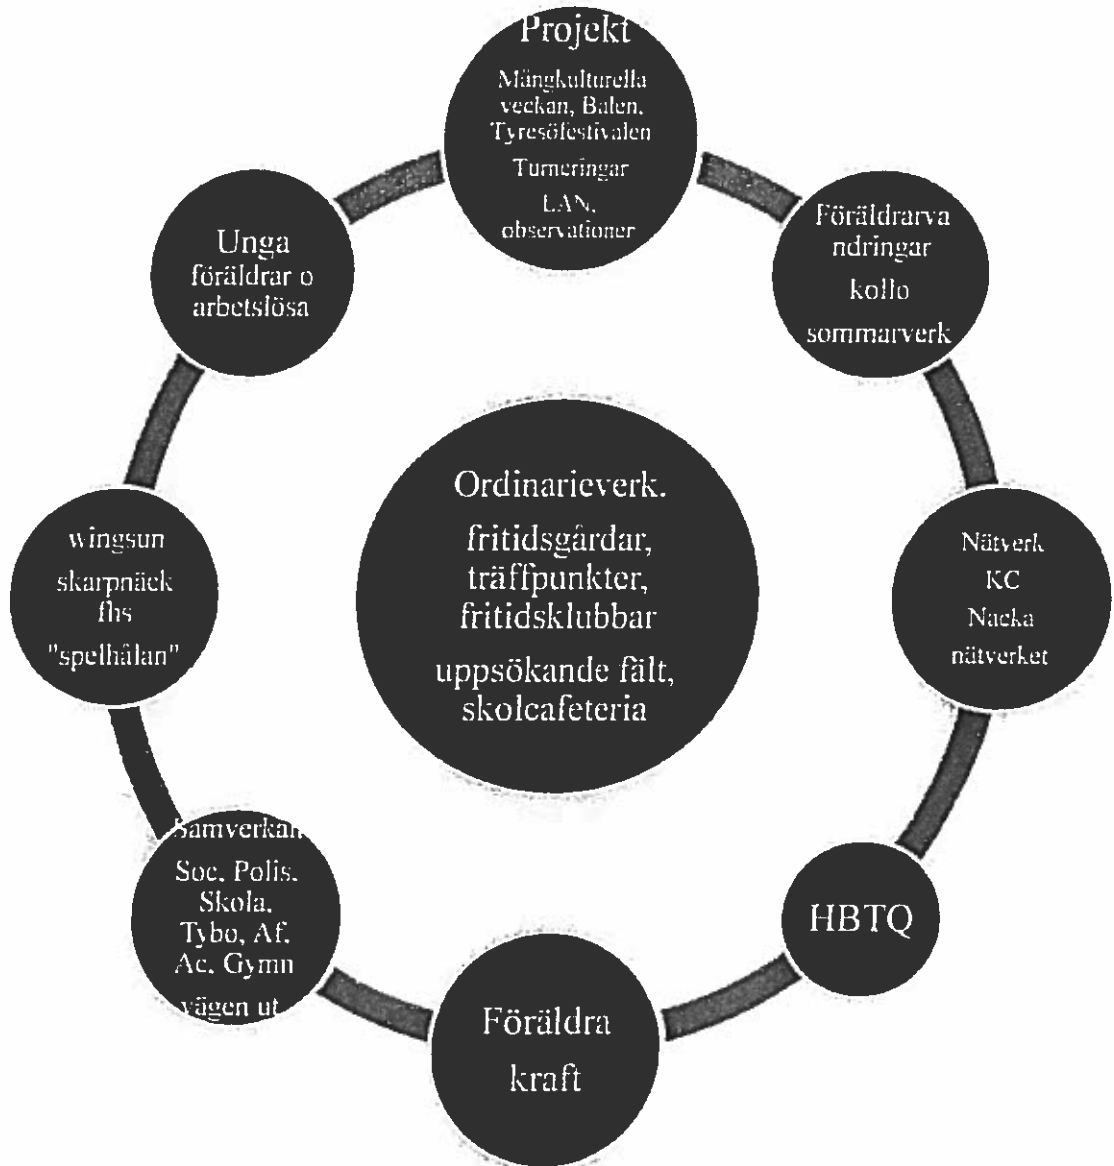 Projekt
Mångkulturella
veckan, Balen,
Tyresöfestivalen
Turneringar
LAN,
observationer
Föräldrarva
ndringar
kollo
sommarverk
Nätverk
KC
Nacka
nätverket
HBTQ
Föräldra
kraft
Samverkan
Soc, Polis,
Skola,
Tybo, Af,
Ac, Gymn
vägen ut
wingsun
skarpnäck
fhs
"spelhålan"
Unga
föräldrar o
arbetslösa
Ordinarieverk.
fritidsgårdar,
träffpunkter,
fritidsklubbar
uppsökande fält,
skolcafeteria